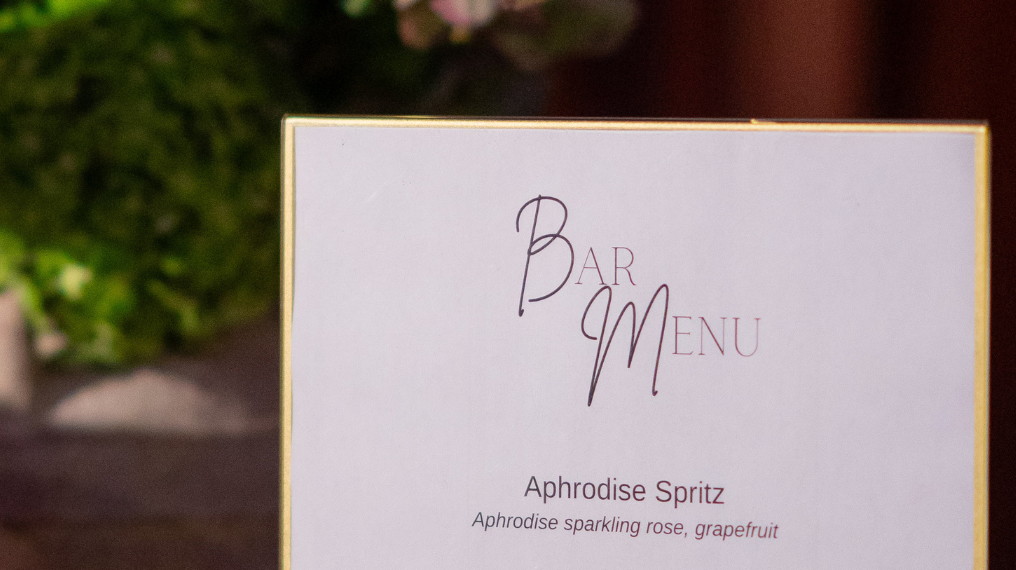 BAR
MENU
Aphrodise Spritz
Aphrodise sparkling rose, grapefruit